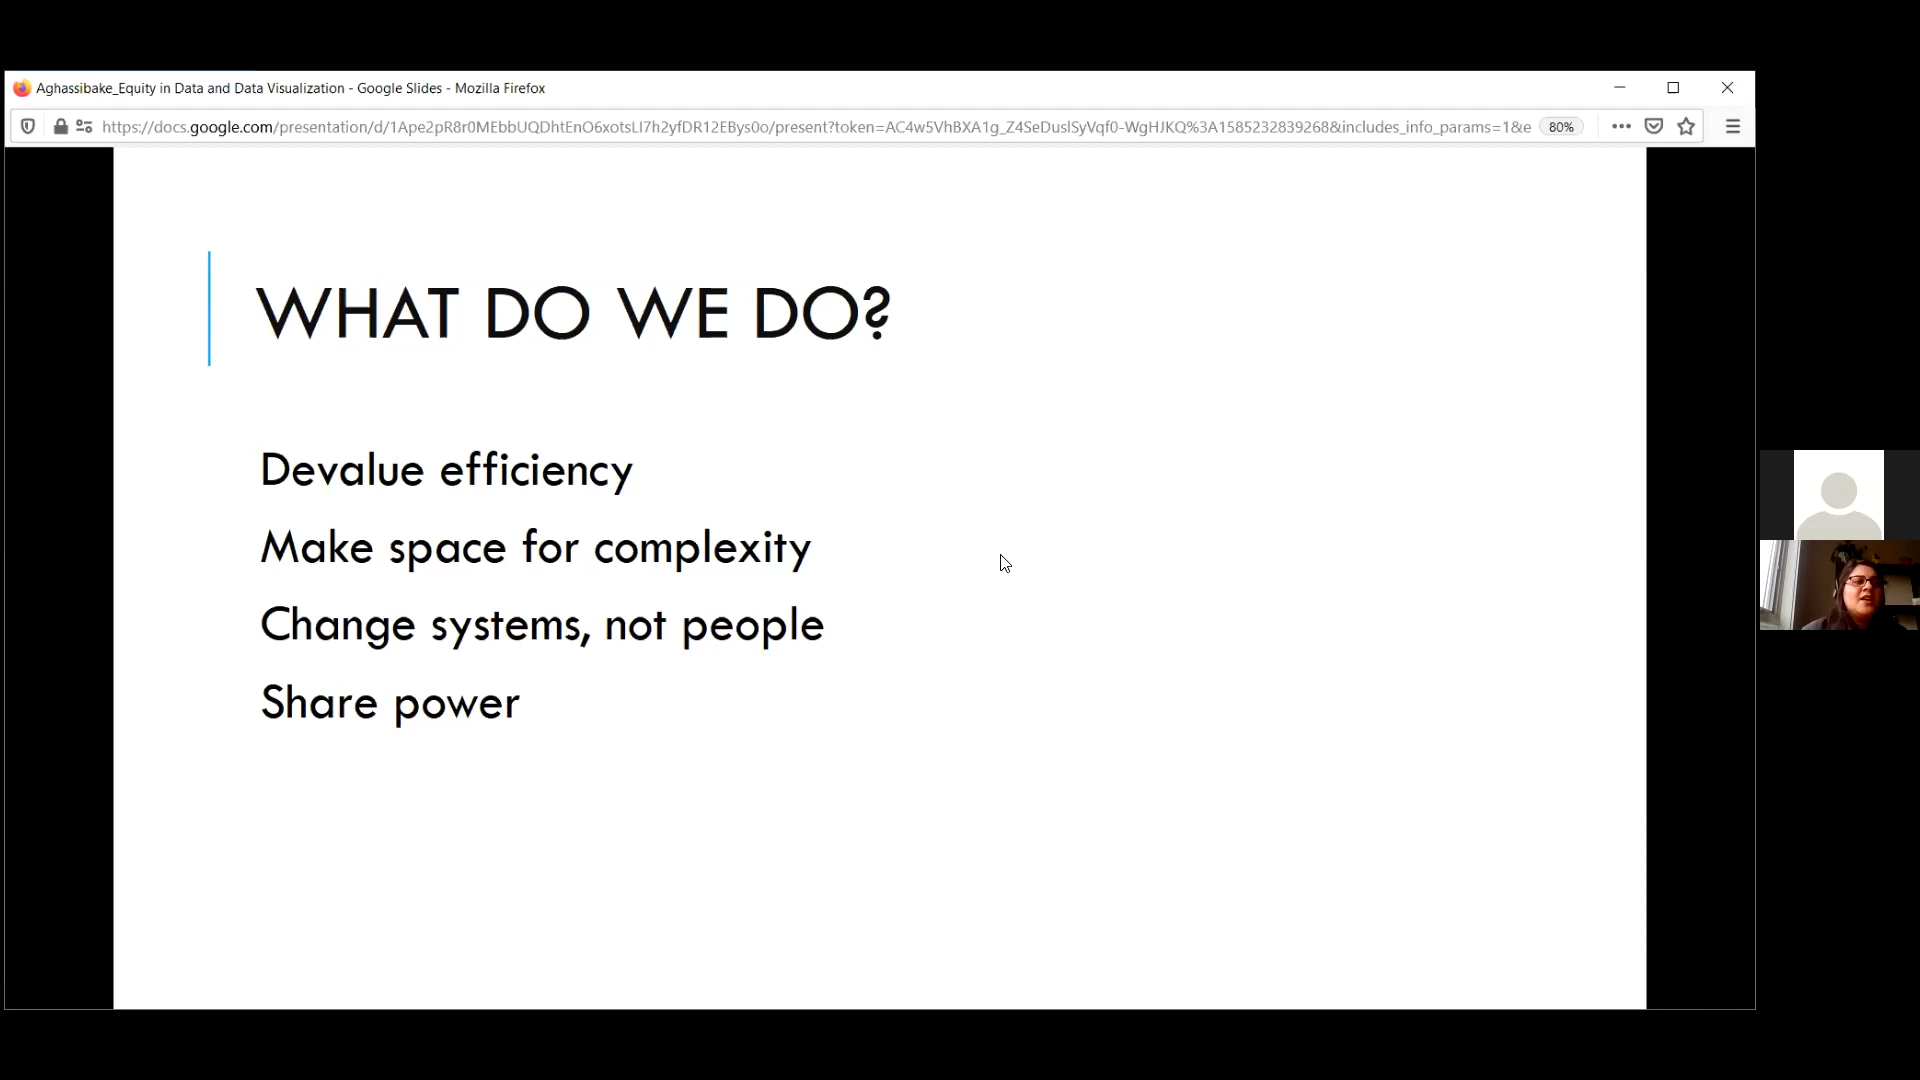 Aghassibake_Equity in Data and Data Visualization - Google Slides - Mozilla Firefox
https://docs.google.com/presentation/d/1Ape2pR8r0MEbbUQDhtEnO6xotsLI7h2yfDR12EBys0o/present?token=AC4w5VhBXA1g_Z4SeDuslSyVqf0-WgHJKQ%3A1585232839268&includes_info_params=1&e 80%
WHAT DO WE DO?
Devalue efficiency
Make space for complexity
Change systems, not people
Share power